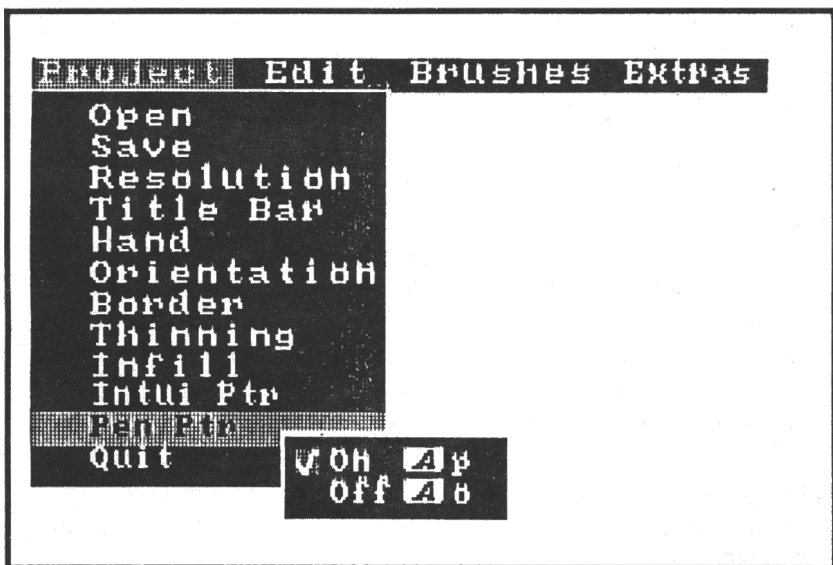 Project Edit Brushes Extras
Open
Save
Resolution
Title Bar
Hand
Orientation
Border
Thinning
Infill
Intui Ptr
Pen Ptr
Quit
✓ On A p
Off A o